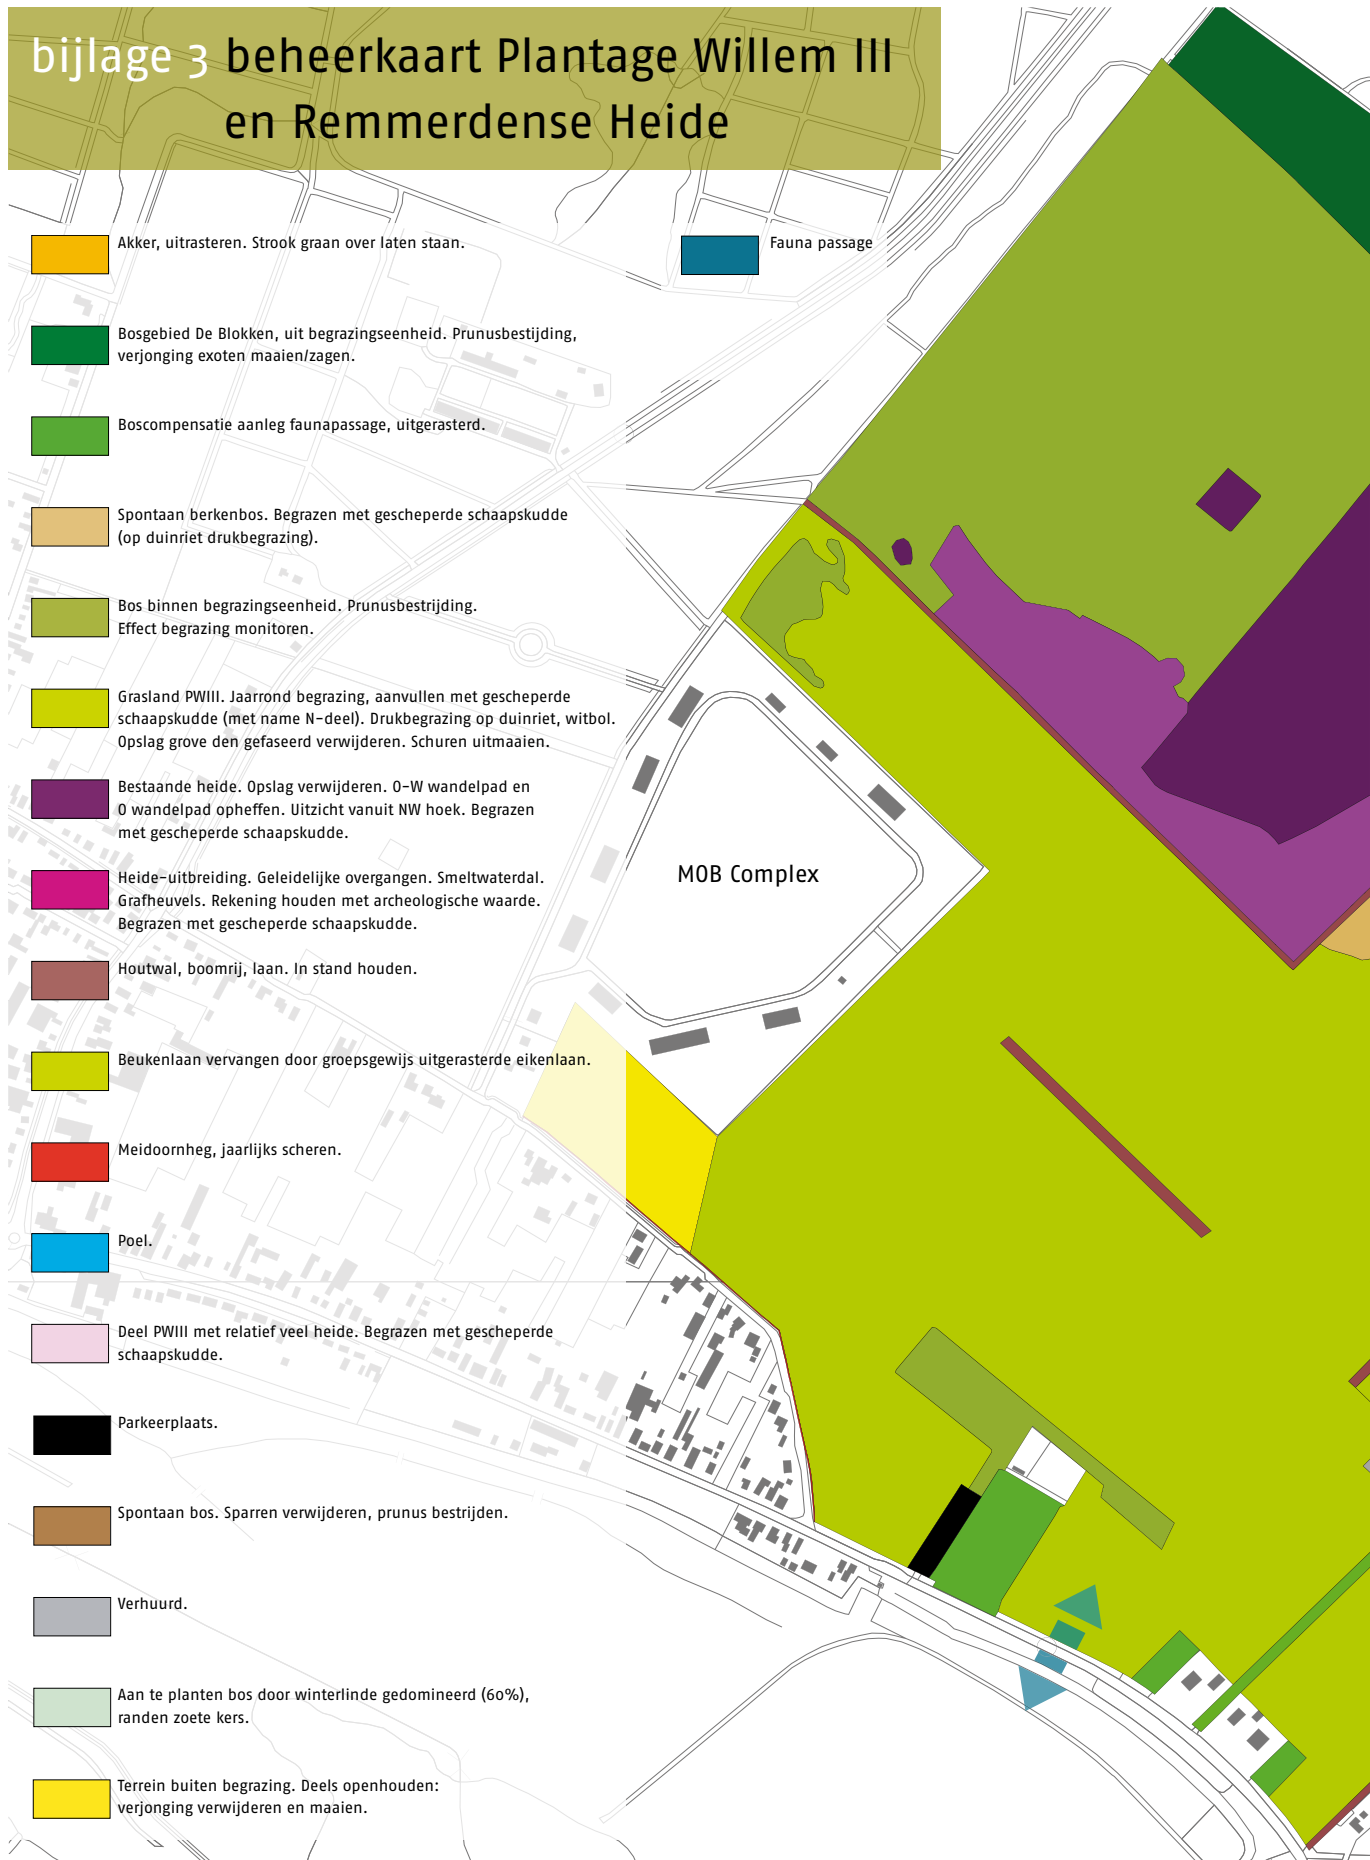 bijlage 3 beheerkaart Plantage Willem III
en Remmerdense Heide
Akker, uitrasteren. Strook graan over laten staan.
Fauna passage
Bosgebied De Blokken, uit begrazingseenheid. Prunusbestijding,
verjonging exoten maaien/zagen.
Boscompensatie aanleg faunapassage, uitgerasterd.
Spontaan berkenbos. Begrazen met gescheperde schaapskudde
(op duinriet drukbegrazing).
Bos binnen begrazingseenheid. Prunusbestrijding.
Effect begrazing monitoren.
Grasland PWIII. Jaarrond begrazing, aanvullen met gescheperde
schaapskudde (met name N-deel). Drukbegrazing op duinriet, witbol.
Opslag grove den gefaseerd verwijderen. Schuren uitmaaien.
Bestaande heide. Opslag verwijderen. O-W wandelpad en
O wandelpad opheffen. Uitzicht vanuit NW hoek. Begrazen
met gescheperde schaapskudde.
Heide-uitbreiding. Geleidelijke overgangen. Smeltwaterdal.
Grafheuvels. Rekening houden met archeologische waarde.
Begrazen met gescheperde schaapskudde.
MOB Complex
Houtwal, boomrij, laan. In stand houden.
Beukenlaan vervangen door groepsgewijs uitgerasterde eikenlaan.
Meidoornheg, jaarlijks scheren.
Poel.
Deel PWIII met relatief veel heide. Begrazen met gescheperde
schaapskudde.
Parkeerplaats.
Spontaan bos. Sparren verwijderen, prunus bestrijden.
Verhuurd.
Aan te planten bos door winterlinde gedomineerd (60%),
randen zoete kers.
Terrein buiten begrazing. Deels openhouden:
verjonging verwijderen en maaien.